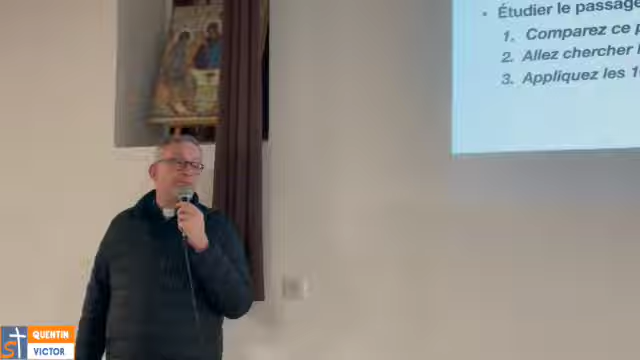 • Étudier le passage
1. Comparez ce
2. Allez chercher
3. Appliquez les
QUENTIN
VICTOR